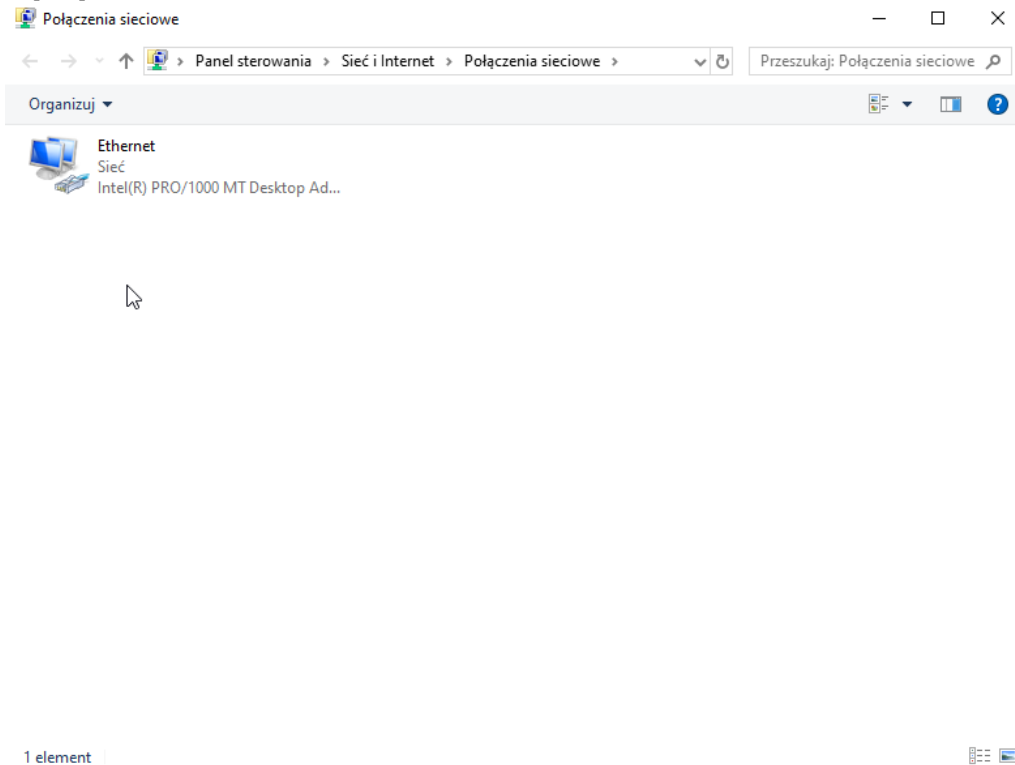 Połączenia sieciowe
Panel sterowania › Sieć i Internet › Połączenia sieciowe ›
Przeszukaj: Połączenia sieciowe
Organizuj
Ethernet
Sieć
Intel(R) PRO/1000 MT Desktop Ad...
1 element